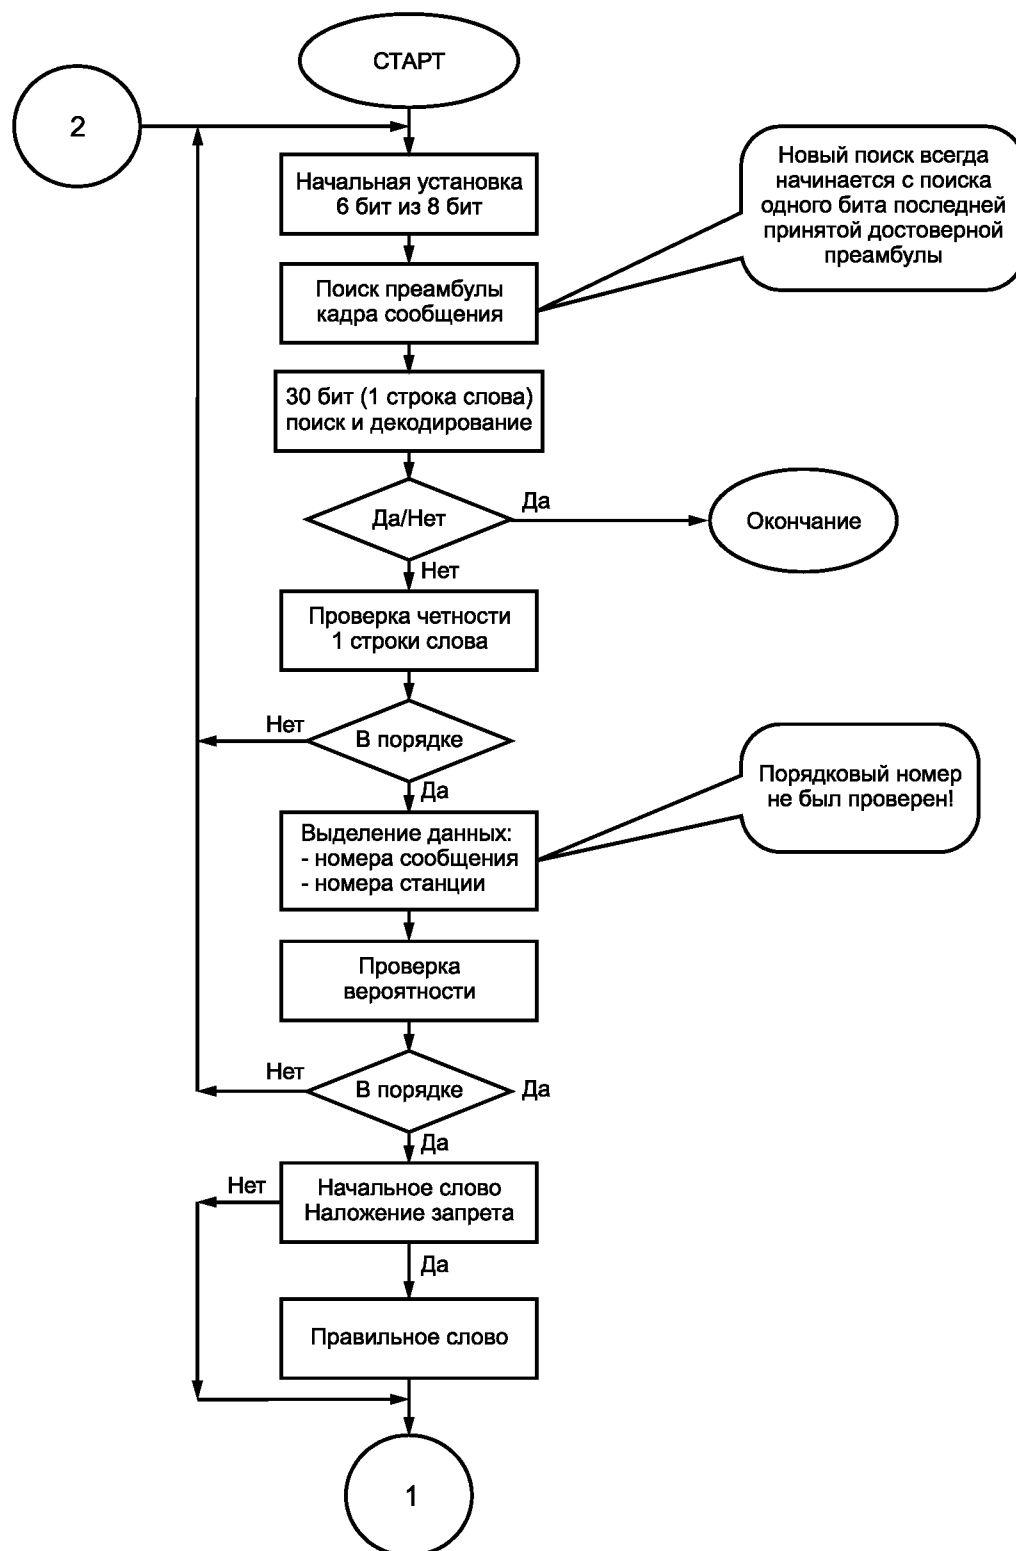 СТАРТ
2
Начальная установка
6 бит из 8 бит
Новый поиск всегда
начинается с поиска
одного бита последней
принятой достоверной
преамбулы
Поиск преамбулы
кадра сообщения
30 бит (1 строка слова)
поиск и декодирование
Да/Нет
Да
Окончание
Нет
Проверка четности
1 строки слова
Нет
В порядке
Да
Порядковый номер
не был проверен!
Выделение данных:
- номера сообщения
- номера станции
Проверка
вероятности
Нет
В порядке
Да
Да
Нет
Начальное слово
Наложение запрета
Да
Правильное слово
1